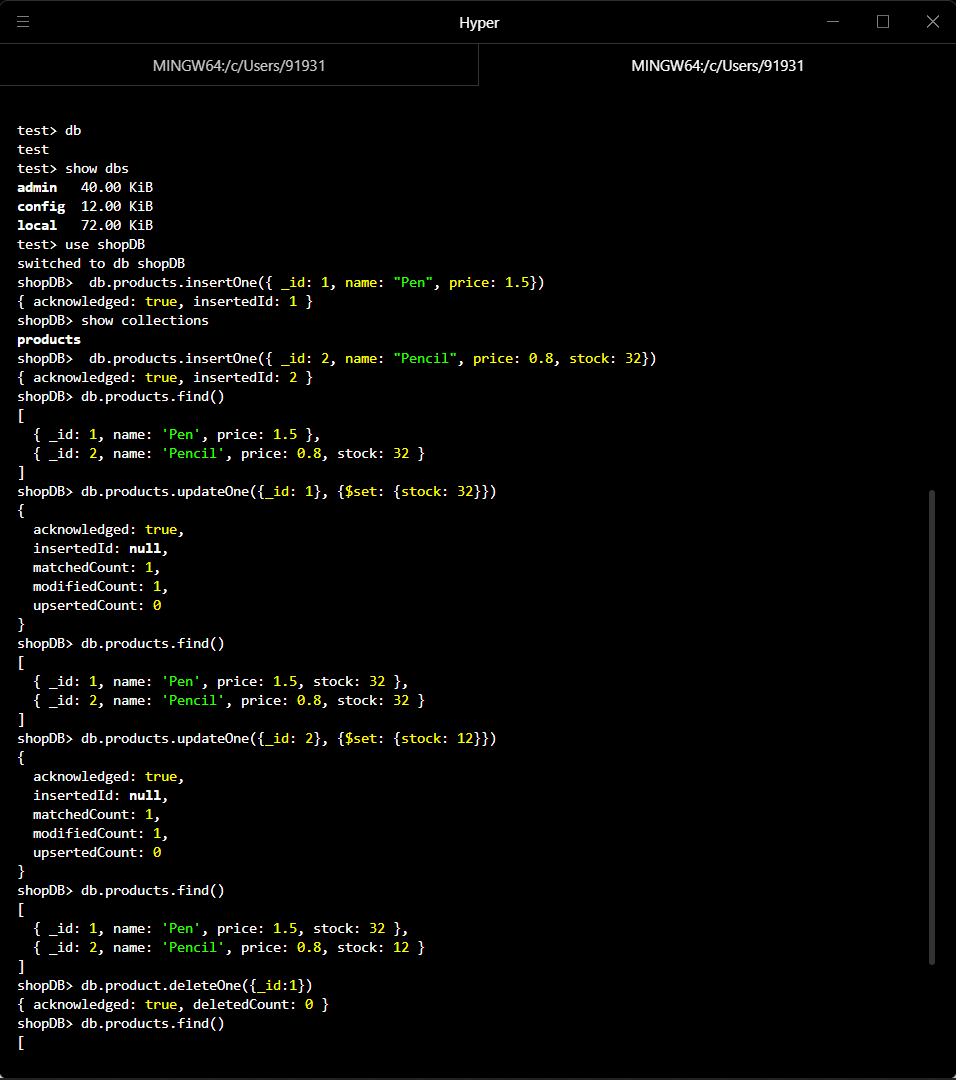 Hyper
MINGW64:/c/Users/91931
MINGW64:/c/Users/91931
test> db
test
test> show dbs
admin   40.00 KiB
config  12.00 KiB
local   72.00 KiB
test> use shopDB
switched to db shopDB
shopDB>  db.products.insertOne({ _id: 1, name: "Pen", price: 1.5})
{ acknowledged: true, insertedId: 1 }
shopDB> show collections
products
shopDB>  db.products.insertOne({ _id: 2, name: "Pencil", price: 0.8, stock: 32})
{ acknowledged: true, insertedId: 2 }
shopDB> db.products.find()
[
  { _id: 1, name: 'Pen', price: 1.5 },
  { _id: 2, name: 'Pencil', price: 0.8, stock: 32 }
]
shopDB> db.products.updateOne({_id: 1}, {$set: {stock: 32}})
{
  acknowledged: true,
  insertedId: null,
  matchedCount: 1,
  modifiedCount: 1,
  upsertedCount: 0
}
shopDB> db.products.find()
[
  { _id: 1, name: 'Pen', price: 1.5, stock: 32 },
  { _id: 2, name: 'Pencil', price: 0.8, stock: 32 }
]
shopDB> db.products.updateOne({_id: 2}, {$set: {stock: 12}})
{
  acknowledged: true,
  insertedId: null,
  matchedCount: 1,
  modifiedCount: 1,
  upsertedCount: 0
}
shopDB> db.products.find()
[
  { _id: 1, name: 'Pen', price: 1.5, stock: 32 },
  { _id: 2, name: 'Pencil', price: 0.8, stock: 12 }
]
shopDB> db.product.deleteOne({_id:1})
{ acknowledged: true, deletedCount: 0 }
shopDB> db.products.find()
[